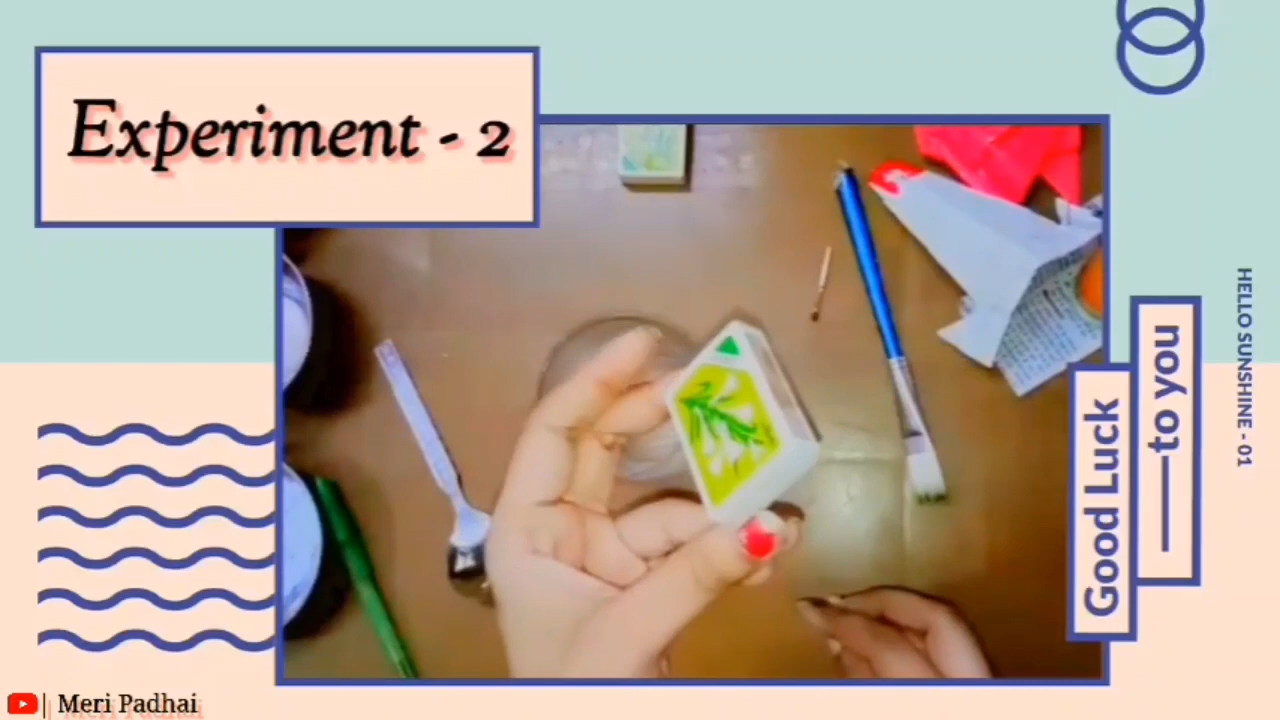 Experiment - 2
HELLO SUNSHINE - 01
Good Luck
to you
Meri Padhai